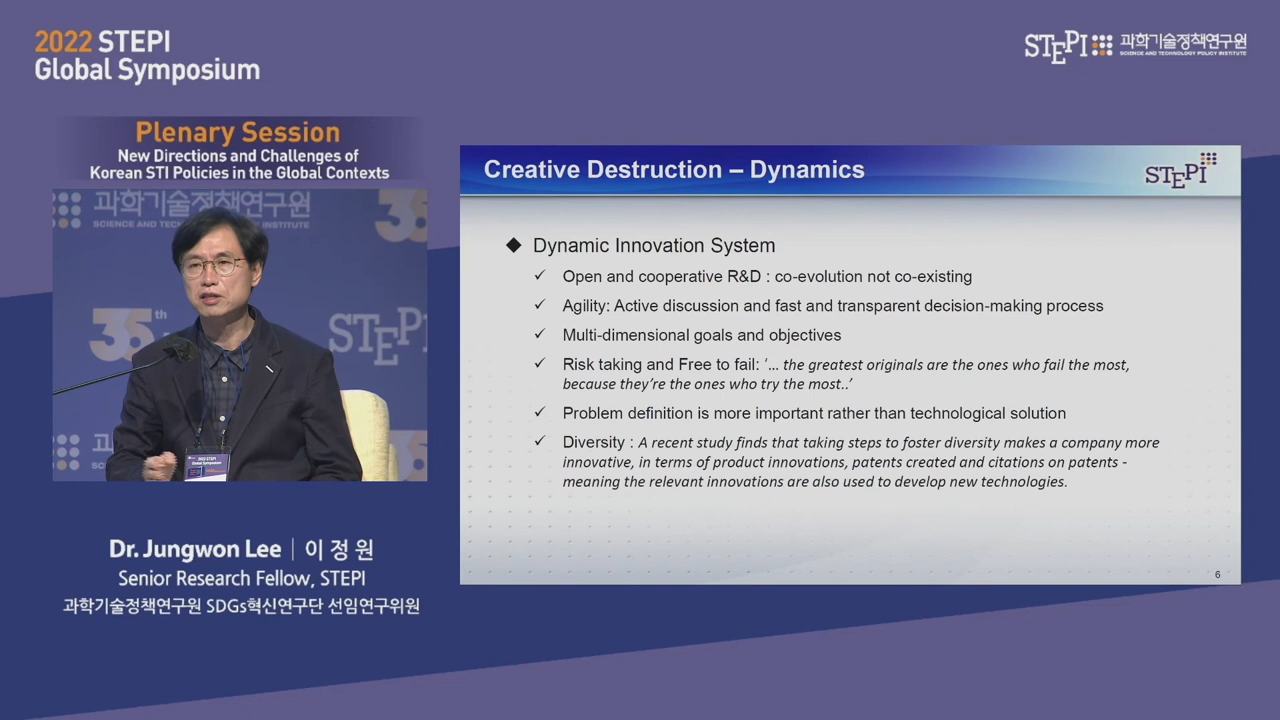 2022 STEPI
Global Symposium
STEPI 과학기술정책연구원
SCIENCE AND TECHNOLOGY POLICY INSTITUTE
Plenary Session
New Directions and Challenges of
Korean STI Policies in the Global Contexts
과학기술정책연구원
SCIENCE AND TECHNOLOGY POLICY INSTITUTE
35
35th
STEPI
2022 STEPI
Global Symposium
Dr. Jungwon Lee | 이정원
Senior Research Fellow, STEPI
과학기술정책연구원 SDGs혁신연구단 선임연구위원
Creative Destruction – Dynamics
STEPI
◆ Dynamic Innovation System
✓ Open and cooperative R&D : co-evolution not co-existing
✓ Agility: Active discussion and fast and transparent decision-making process
✓ Multi-dimensional goals and objectives
✓ Risk taking and Free to fail: '... the greatest originals are the ones who fail the most,
because they're the ones who try the most..'
✓ Problem definition is more important rather than technological solution
✓ Diversity : A recent study finds that taking steps to foster diversity makes a company more
innovative, in terms of product innovations, patents created and citations on patents -
meaning the relevant innovations are also used to develop new technologies.
6